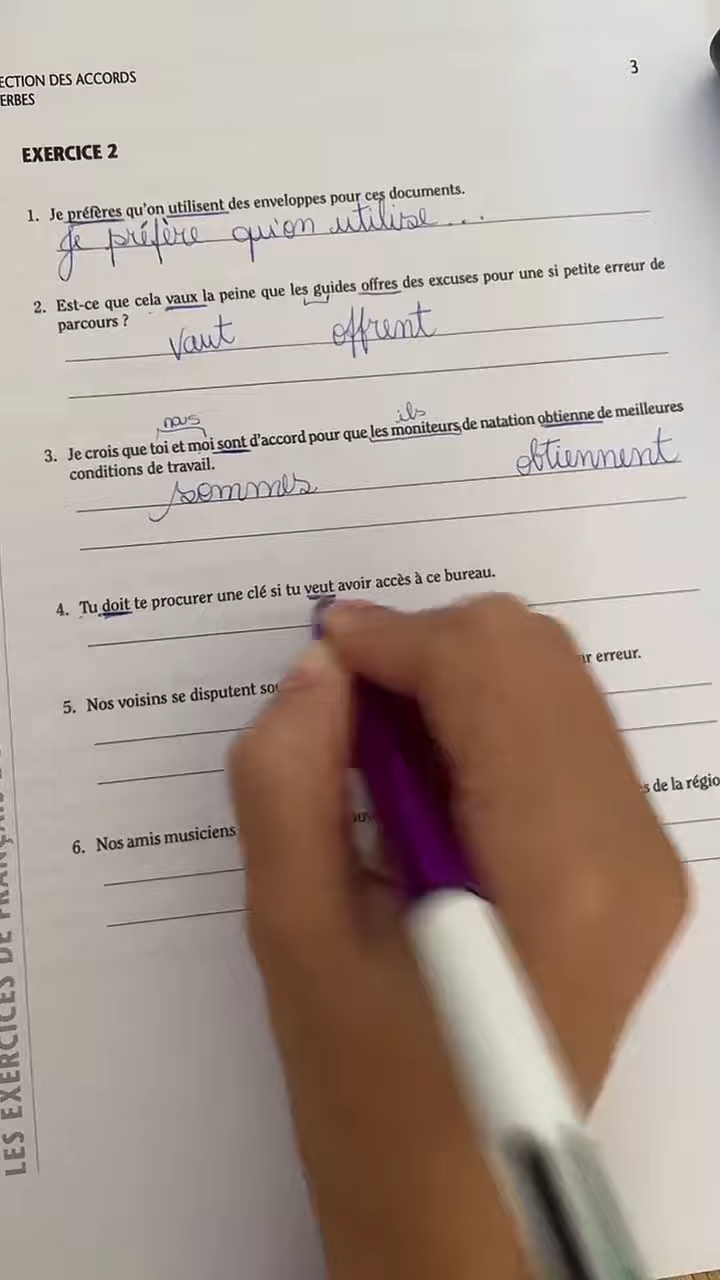 ECTION DES ACCORDS
ERBES
3
EXERCICE 2
1. Je préfères qu'on utilisent des enveloppes pour ces documents.
Je préfère qu'on utilise...
2. Est-ce que cela vaux la peine que les guides offres des excuses pour une si petite erreur de
parcours ?
vaut offrent
nous ils
3. Je crois que toi et moi sont d'accord pour que les moniteurs de natation obtienne de meilleures
conditions de travail.
sommes obtiennent
4. Tu doit te procurer une clé si tu veut avoir accès à ce bureau.
5. Nos voisins se disputent erreur.
6. Nos amis musiciens de la régio
LES EXERCICES DE FRANÇAIS